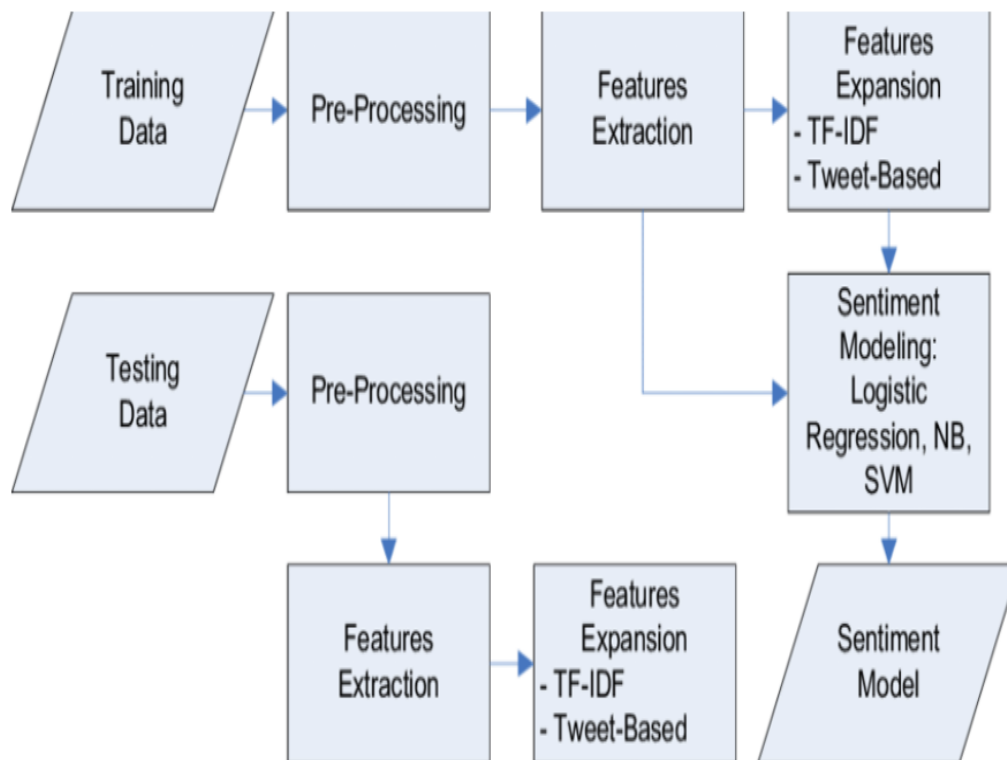 Training
Data
Pre-Processing
Features
Extraction
Features
Expansion
- TF-IDF
- Tweet-Based
Testing
Data
Pre-Processing
Sentiment
Modeling:
Logistic
Regression, NB,
SVM
Features
Extraction
Features
Expansion
- TF-IDF
- Tweet-Based
Sentiment
Model